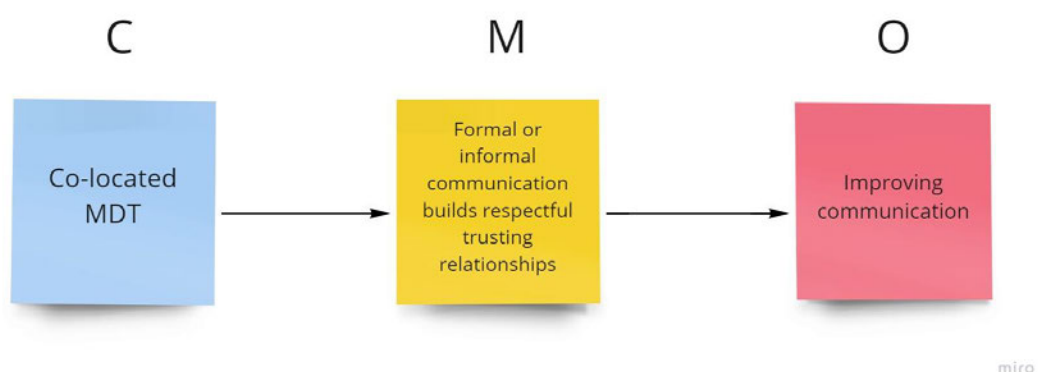 C
M
O
Co-located
MDT
Formal or
informal
communication
builds respectful
trusting
relationships
Improving
communication
miro